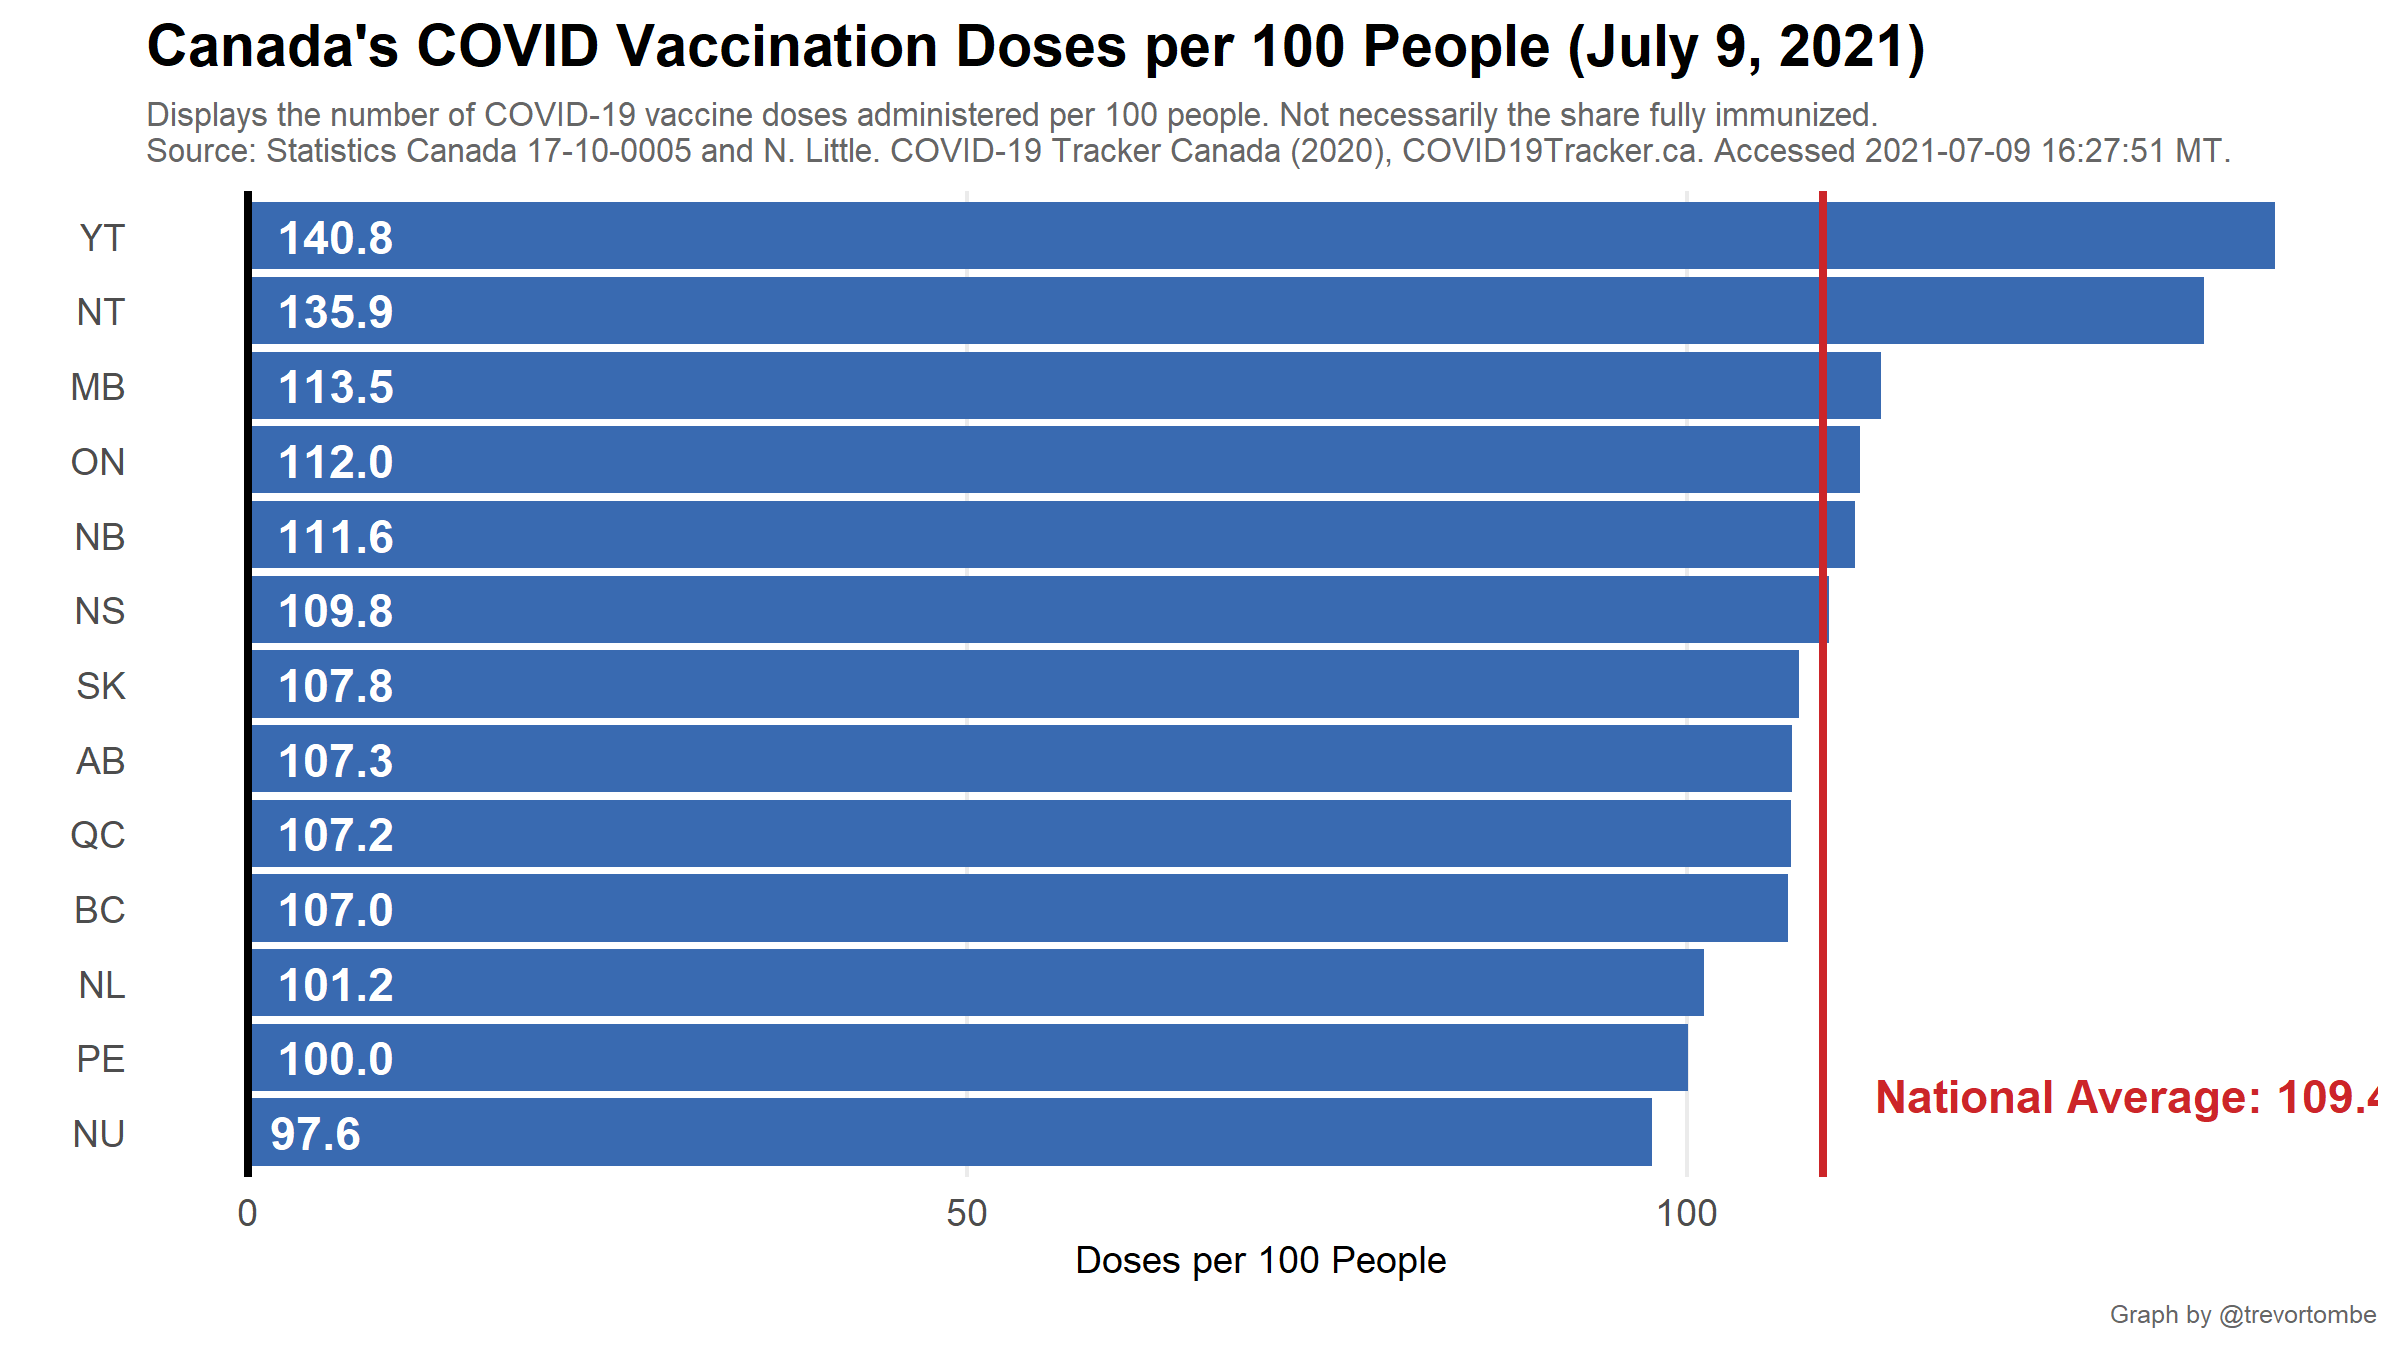 Canada's COVID Vaccination Doses per 100 People (July 9, 2021)
Displays the number of COVID-19 vaccine doses administered per 100 people. Not necessarily the share fully immunized.
Source: Statistics Canada 17-10-0005 and N. Little. COVID-19 Tracker Canada (2020), COVID19Tracker.ca. Accessed 2021-07-09 16:27:51 MT.
YT 140.8
NT 135.9
MB 113.5
ON 112.0
NB 111.6
NS 109.8
SK 107.8
AB 107.3
QC 107.2
BC 107.0
NL 101.2
PE 100.0
National Average: 109.4
NU 97.6
0 50 100
Doses per 100 People
Graph by @trevortombe